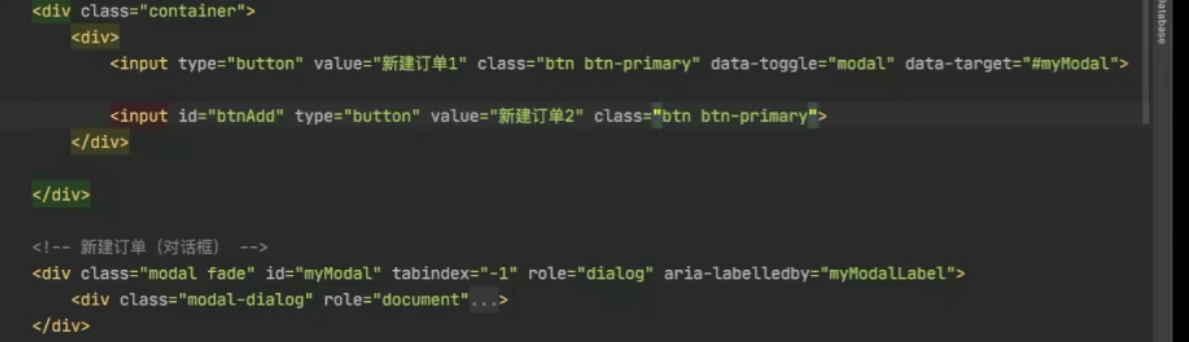 <div class="container">
<div>
<input type="button" value="新建订单1" class="btn btn-primary" data-toggle="modal" data-target="#myModal">
<input id="btnAdd" type="button" value="新建订单2" class="btn btn-primary">
</div>
</div>
<!-- 新建订单（对话框） -->
<div class="modal fade" id="myModal" tabindex="-1" role="dialog" aria-labelledby="myModalLabel">
<div class="modal-dialog" role="document"...>
</div>
Database